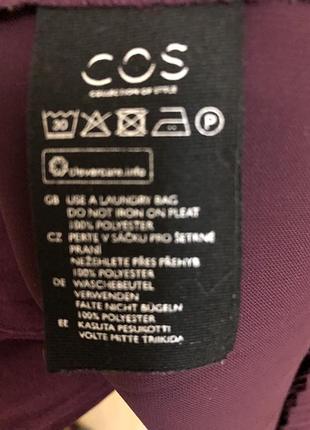 COS
COLLECTION OF STYLE
30 P
clevercare.info
GB USE A LAUNDRY BAG
DO NOT IRON ON PLEAT
100% POLYESTER
CZ PERTE V SÁČKU PRO ŠETRNÉ
PRANÍ
NEŽEHLETE PŘES PŘEHYB
100% POLYESTER
DE WASCHEBEUTEL
VERWENDEN
FALTE NICHT BÜGELN
100% POLYESTER
EE KASUTA PESUKOTTI
VOLTE MITTE TRIIKIDA